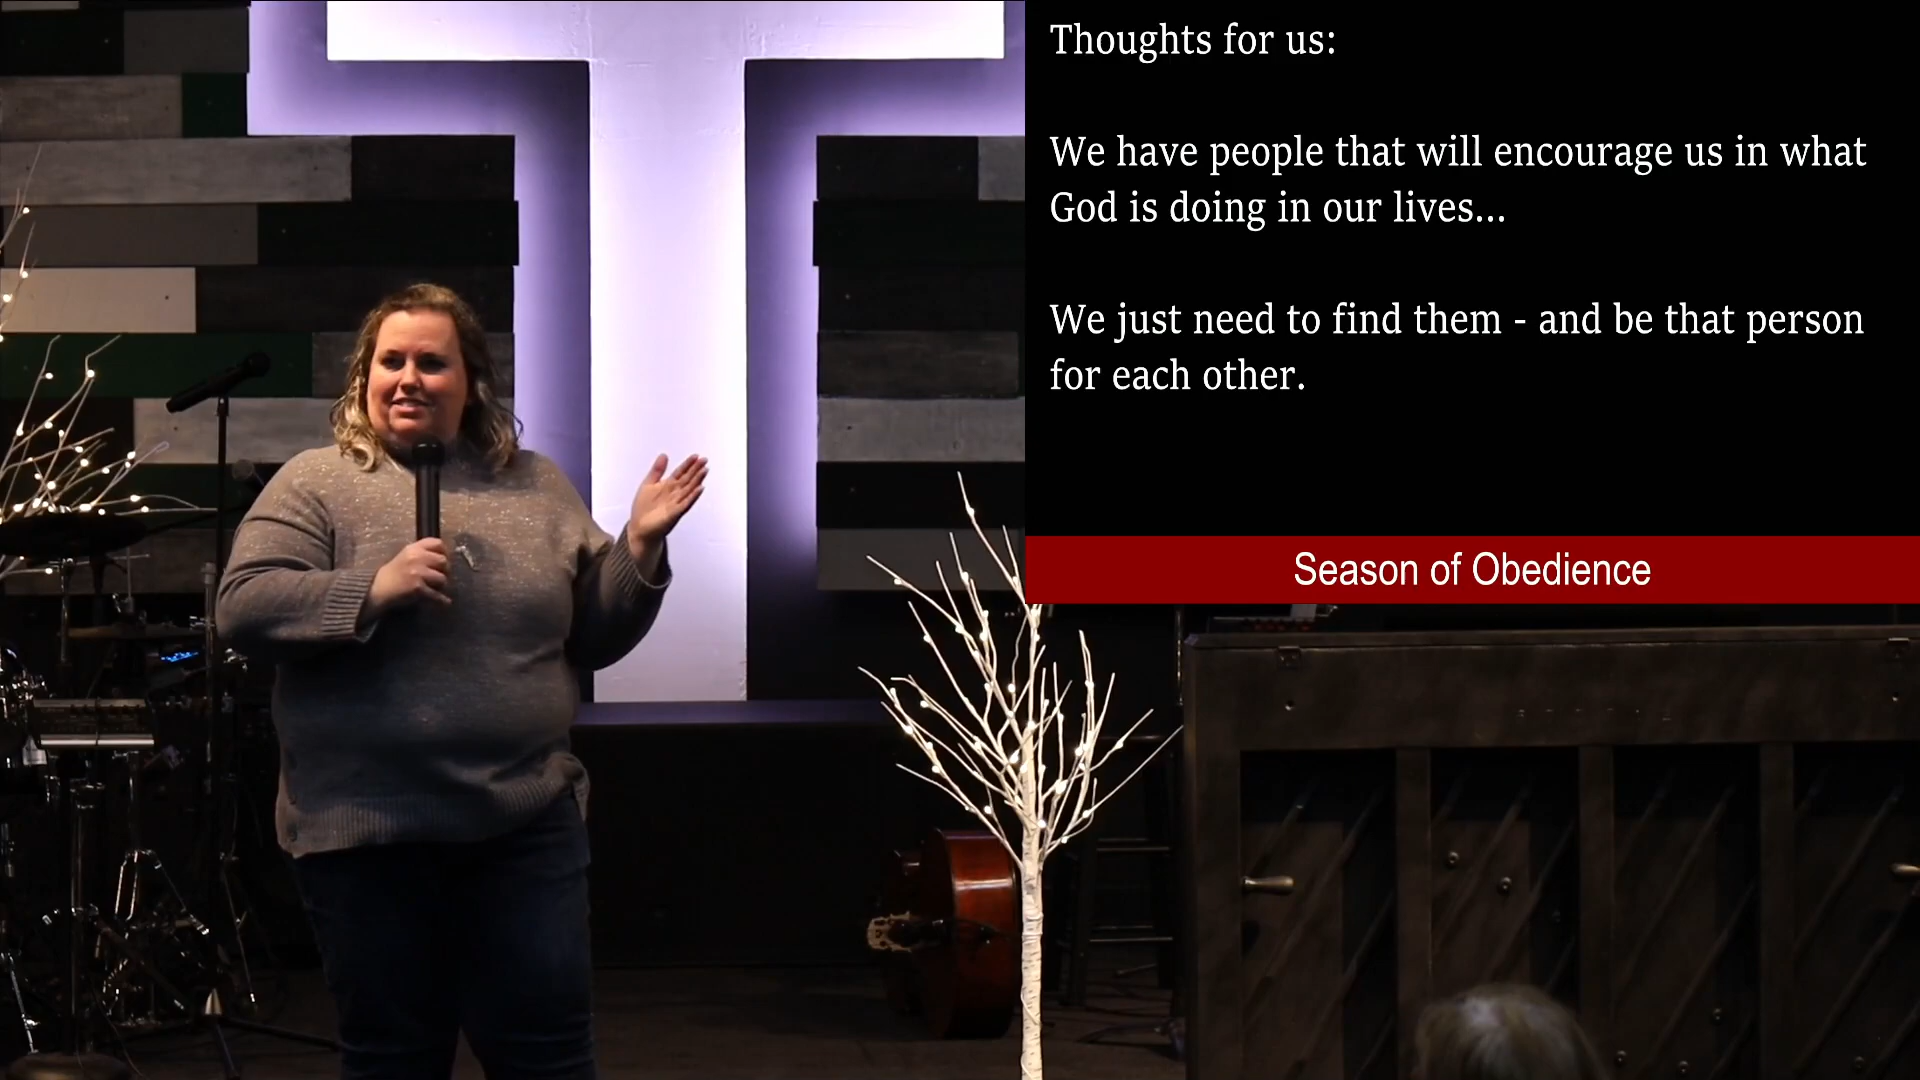 Thoughts for us:
We have people that will encourage us in what
God is doing in our lives...
We just need to find them - and be that person
for each other.
Season of Obedience